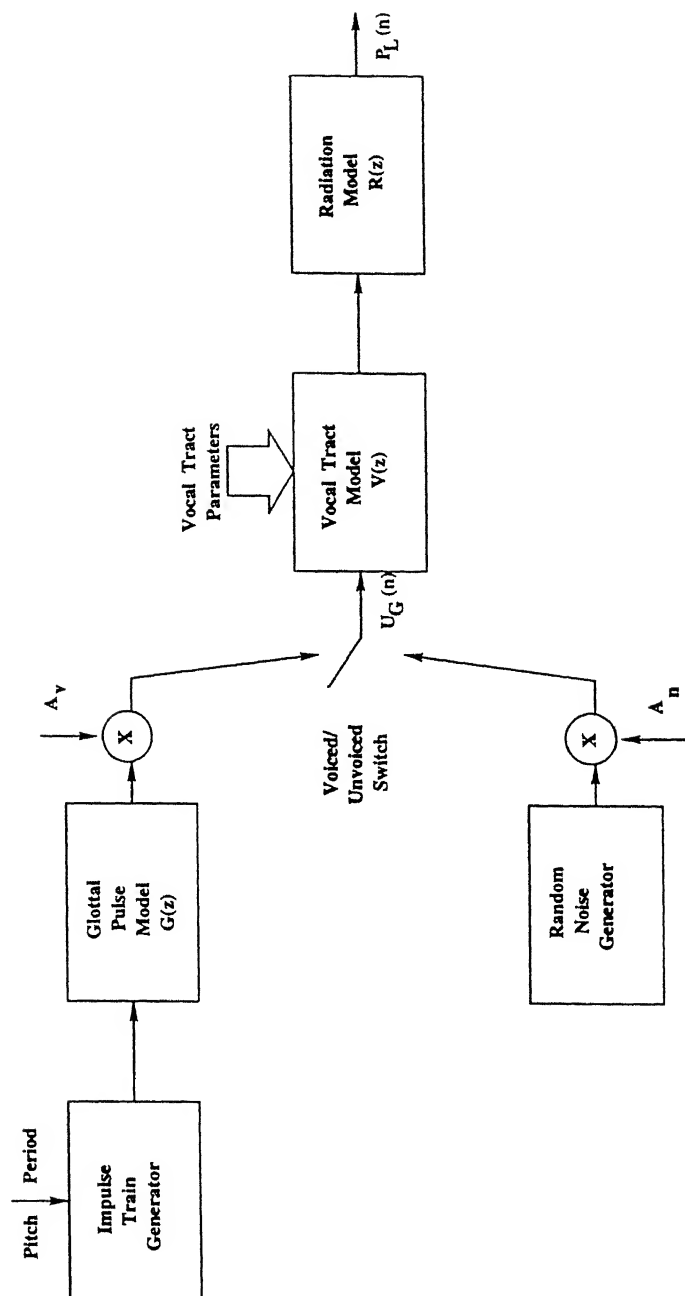 Pitch Period
Impulse
Train
Generator
Glottal
Pulse
Model
G(z)
A_v
X
Voiced/
Unvoiced
Switch
Random
Noise
Generator
X
A_n
U_G (n)
Vocal Tract
Parameters
Vocal Tract
Model
V(z)
Radiation
Model
R(z)
P_L (n)